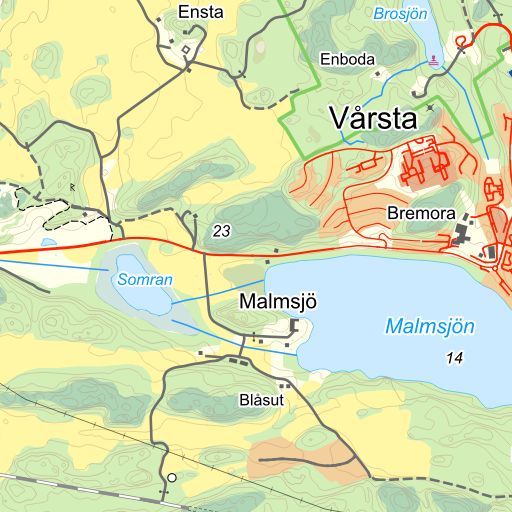 Ensta
Brosjön
Enboda
Vårsta
R
Bremora
23
Somran
Malmsjö
Malmsjön
14
Blåsut